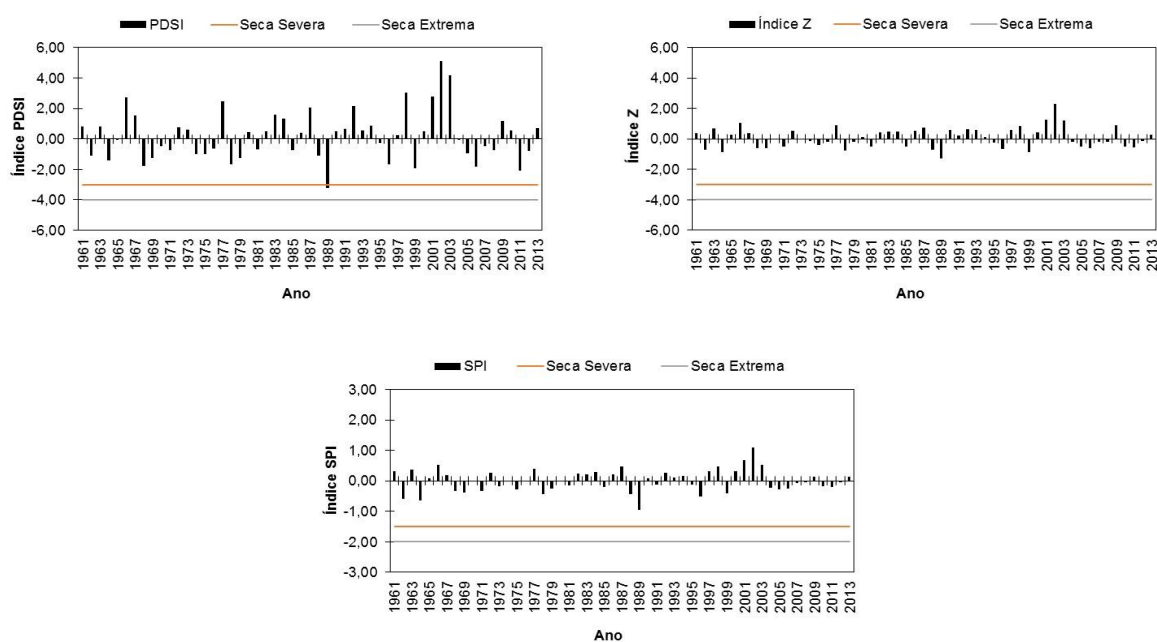 PDSI Seca Severa Seca Extrema
6,00
4,00
2,00
0,00
-2,00
-4,00
-6,00
Índice PDSI
1961 1963 1965 1967 1969 1971 1973 1975 1977 1979 1981 1983 1985 1987 1989 1991 1993 1995 1997 1999 2001 2003 2005 2007 2009 2011 2013
Ano
Índice Z Seca Severa Seca Extrema
6,00
4,00
2,00
0,00
-2,00
-4,00
-6,00
Índice Z
1961 1963 1965 1967 1969 1971 1973 1975 1977 1979 1981 1983 1985 1987 1989 1991 1993 1995 1997 1999 2001 2003 2005 2007 2009 2011 2013
Ano
SPI Seca Severa Seca Extrema
3,00
2,00
1,00
0,00
-1,00
-2,00
-3,00
Índice SPI
1961 1963 1965 1967 1969 1971 1973 1975 1977 1979 1981 1983 1985 1987 1989 1991 1993 1995 1997 1999 2001 2003 2005 2007 2009 2011 2013
Ano